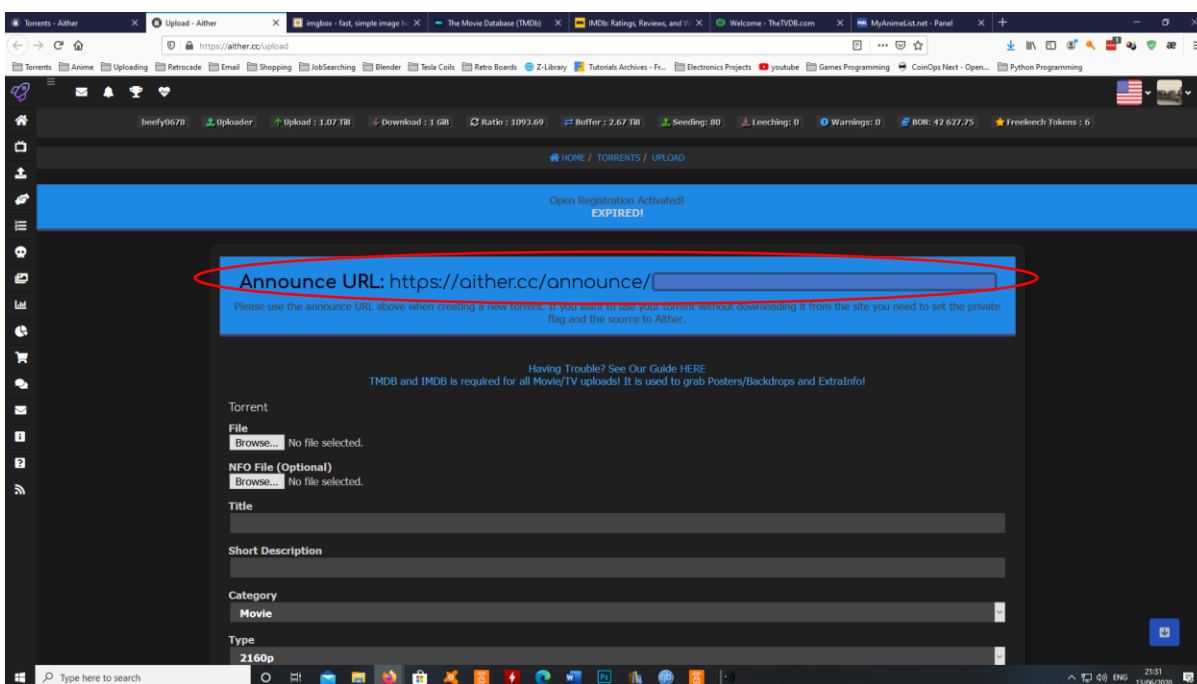 Torrents - Aither
Upload - Aither
imgbox - fast, simple image h
The Movie Database (TMDb)
IMDb: Ratings, Reviews, and W
Welcome - TheTVDB.com
MyAnimeList.net - Panel
https://aither.cc/upload
Torrents Anime Uploading Retrocade Email Shopping JobSearching Blender Tesla Coils Retro Boards Z-Library Tutorials Archives - Fr... Electronics Projects youtube Games Programming CoinOps Next - Open... Python Programming
beefy0678 Uploader Upload : 1.07 TiB Download : 1 GiB Ratio : 1093.69 Buffer : 2.67 TiB Seeding: 80 Leeching: 0 Warnings: 0 BON: 42 627.75 Freeleech Tokens : 6
HOME / TORRENTS / UPLOAD
Open Registration Activated!
EXPIRED!
Announce URL: https://aither.cc/announce/
Please use the announce URL above when creating a new torrent. If you want to use your torrent without downloading it from the site you need to set the private
flag and the source to Aither.
Having Trouble? See Our Guide HERE
TMDB and IMDB is required for all Movie/TV uploads! It is used to grab Posters/Backdrops and ExtraInfo!
Torrent
File
Browse... No file selected.
NFO File (Optional)
Browse... No file selected.
Title
Short Description
Category
Movie
Type
2160p
Type here to search
ENG
21:31
13/06/2020